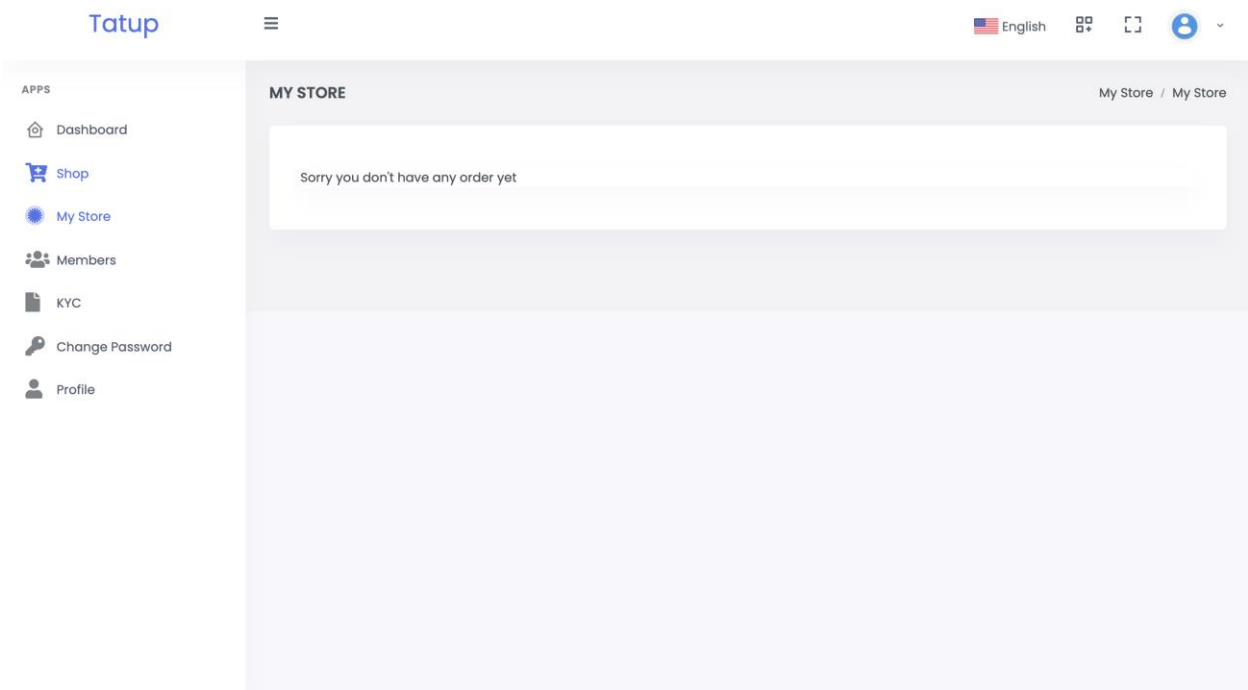 Tatup
English
APPS
MY STORE
My Store / My Store
Dashboard
Shop
Sorry you don't have any order yet
My Store
Members
KYC
Change Password
Profile